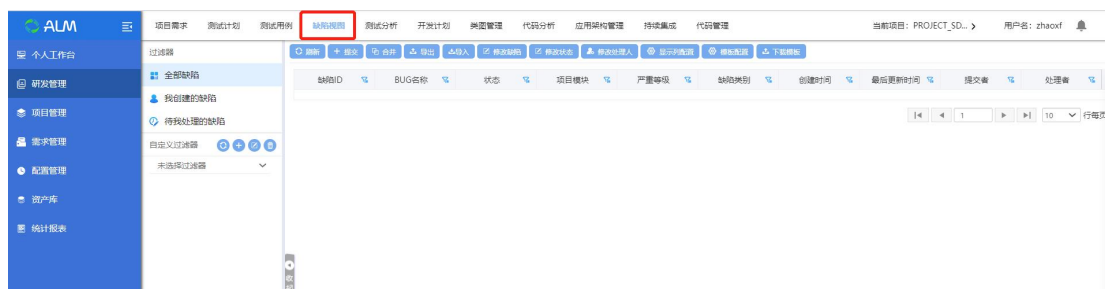 ALM
项目需求 测试计划 测试用例 缺陷视图 测试分析 开发计划 类图管理 代码分析 应用架构管理 持续集成 代码管理 当前项目: PROJECT_SD... 用户名: zhaoxf
个人工作台
研发管理
项目管理
需求管理
配置管理
资产库
统计报表
过滤器
全部缺陷
我创建的缺陷
待我处理的缺陷
自定义过滤器
未选择过滤器
刷新 提交 合并 导出 导入 修改缺陷 修改状态 修改处理人 显示列配置 模板配置 下载模板
缺陷ID BUG名称 状态 项目模块 严重等级 缺陷类别 创建时间 最后更新时间 提交者 处理者
1 10 行每页
收起